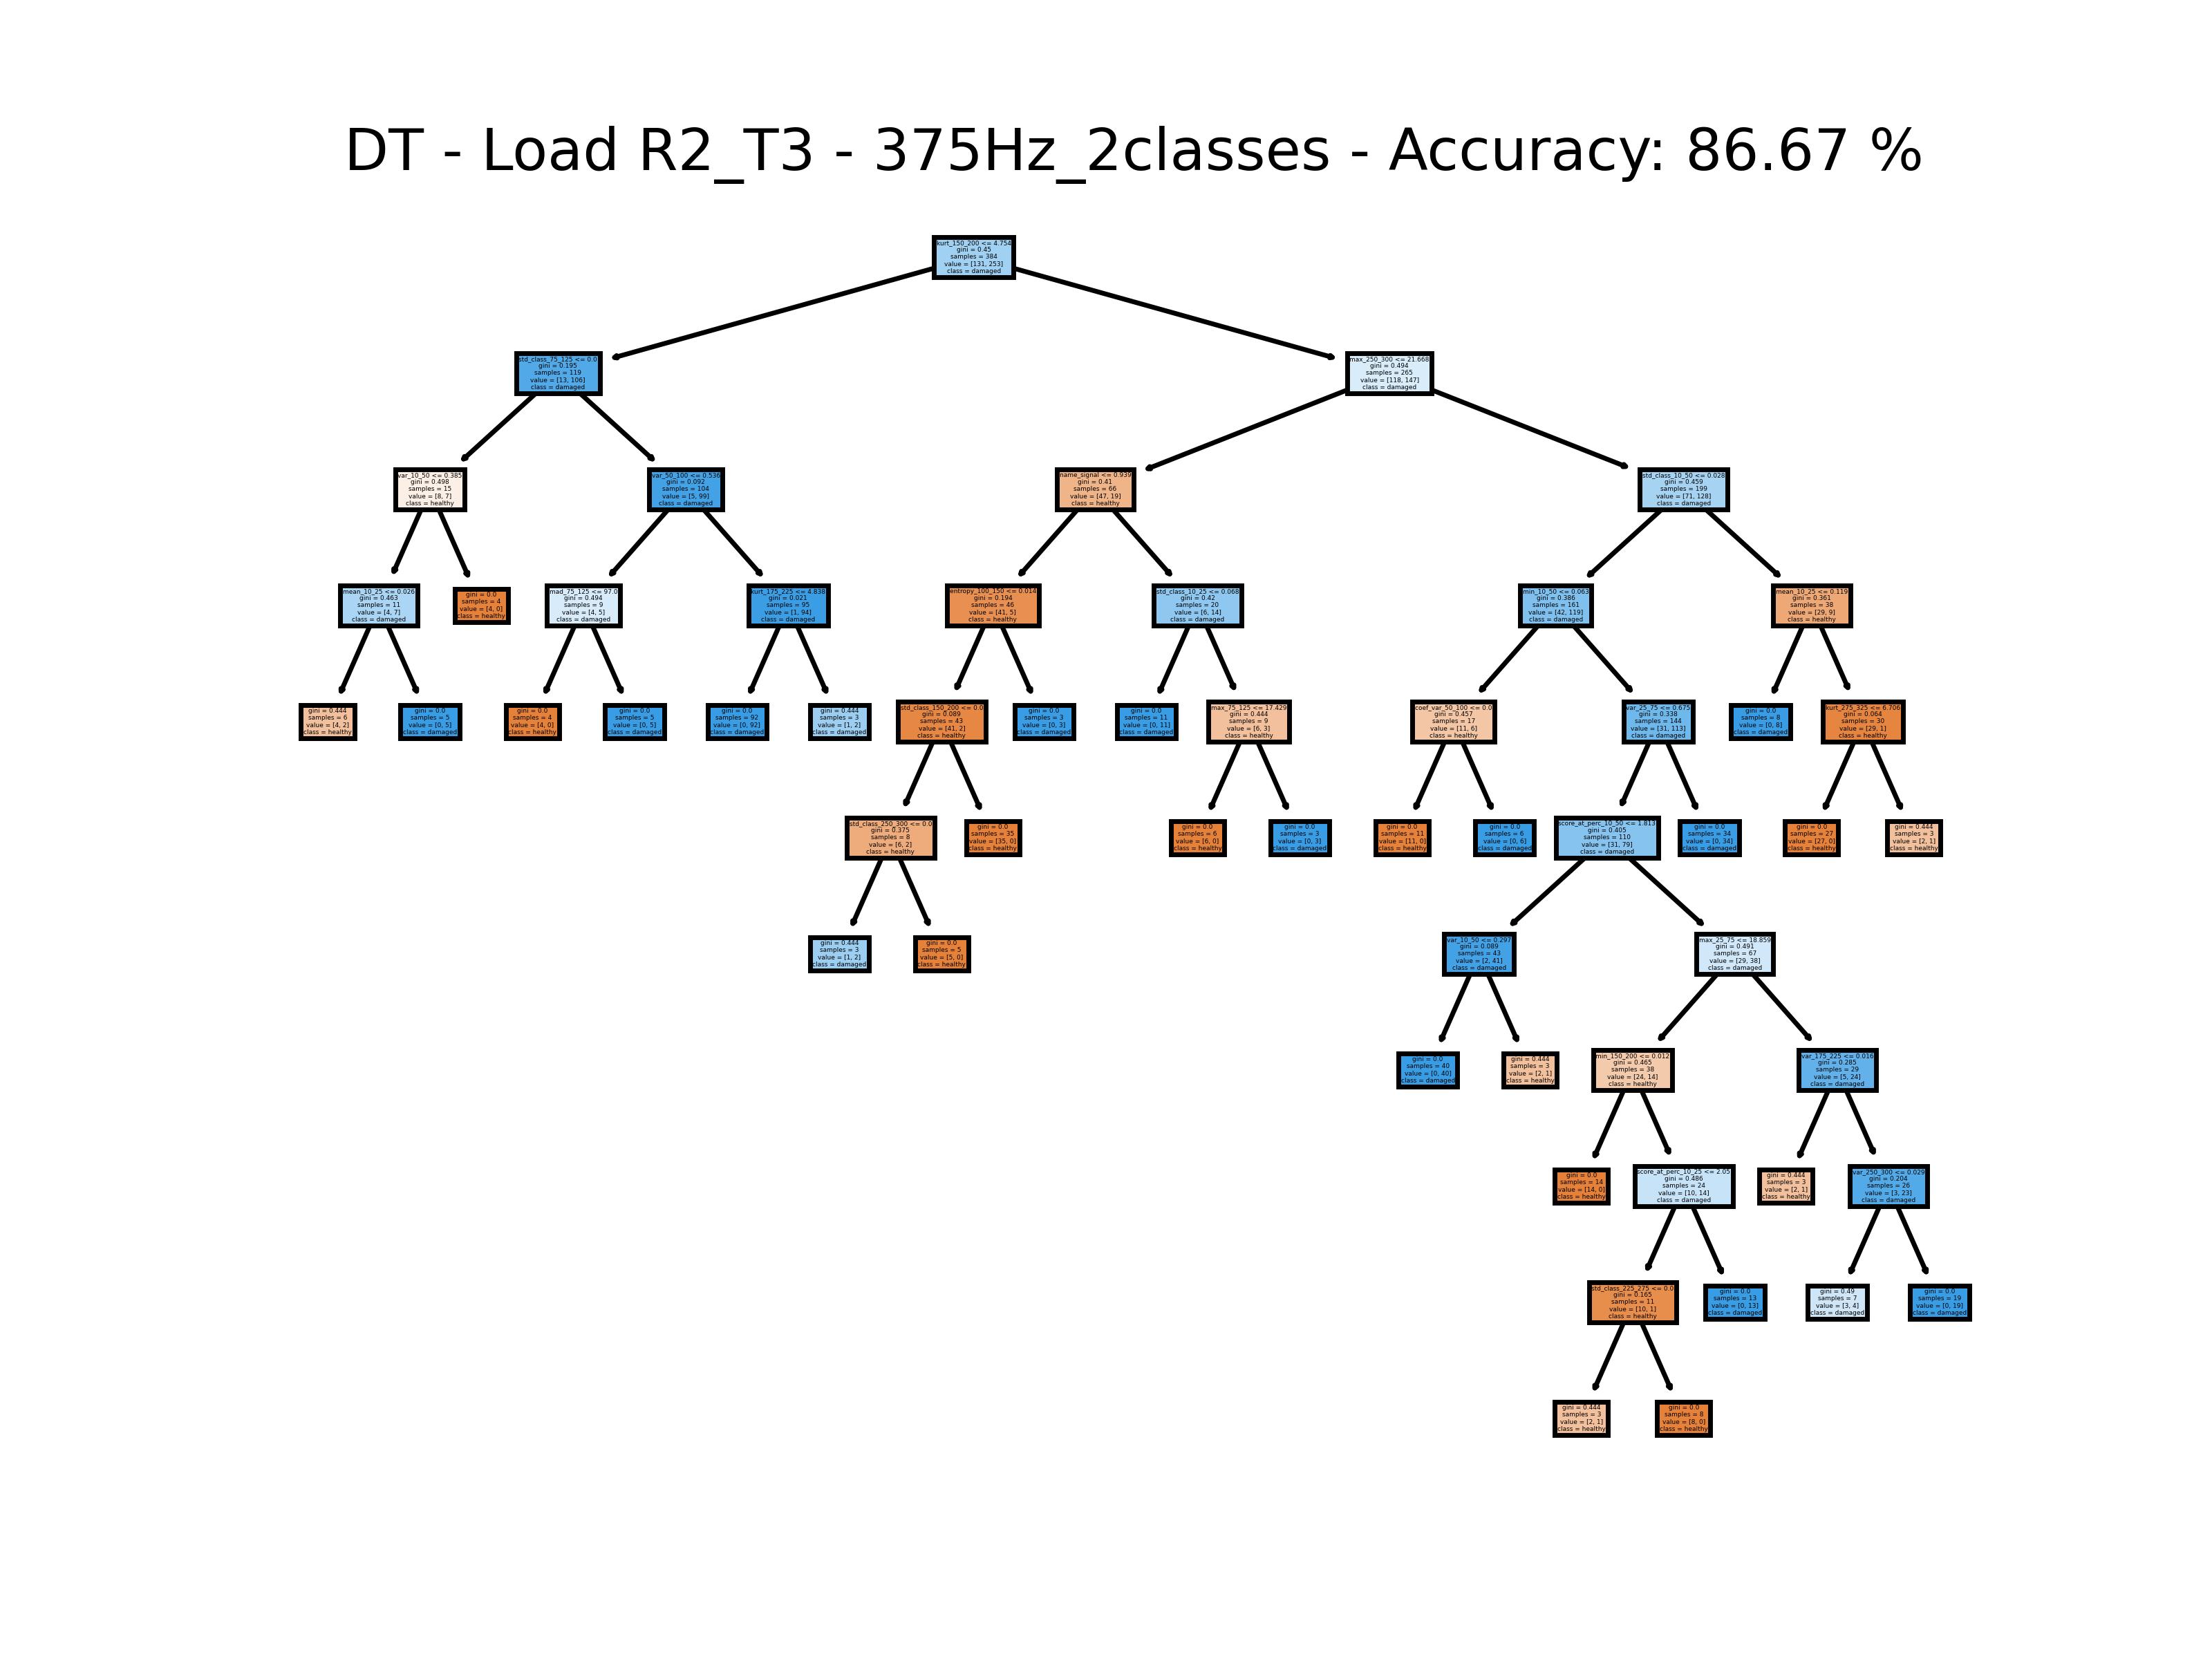 DT - Load R2_T3 - 375Hz_2classes - Accuracy: 86.67 %
kurt_150_200 <= 4.754
gini = 0.45
samples = 384
value = [131, 253]
class = damaged
std_class_75_125 <= 0.0
gini = 0.195
samples = 119
value = [13, 106]
class = damaged
max_250_300 <= 21.668
gini = 0.494
samples = 265
value = [118, 147]
class = damaged
var_10_50 <= 0.385
gini = 0.498
samples = 15
value = [8, 7]
class = healthy
var_50_100 <= 0.536
gini = 0.092
samples = 104
value = [5, 99]
class = damaged
name_signal <= 0.939
gini = 0.41
samples = 66
value = [47, 19]
class = healthy
std_class_10_50 <= 0.028
gini = 0.459
samples = 199
value = [71, 128]
class = damaged
mean_10_25 <= 0.026
gini = 0.463
samples = 11
value = [4, 7]
class = damaged
gini = 0.0
samples = 4
value = [4, 0]
class = healthy
mad_75_125 <= 97.0
gini = 0.494
samples = 9
value = [4, 5]
class = damaged
kurt_175_225 <= 4.838
gini = 0.021
samples = 95
value = [1, 94]
class = damaged
entropy_100_150 <= 0.014
gini = 0.194
samples = 46
value = [41, 5]
class = healthy
std_class_10_25 <= 0.068
gini = 0.42
samples = 20
value = [6, 14]
class = damaged
min_10_50 <= 0.063
gini = 0.386
samples = 161
value = [42, 119]
class = damaged
mean_10_25 <= 0.119
gini = 0.361
samples = 38
value = [29, 9]
class = healthy
gini = 0.444
samples = 6
value = [4, 2]
class = healthy
gini = 0.0
samples = 5
value = [0, 5]
class = damaged
gini = 0.0
samples = 4
value = [4, 0]
class = healthy
gini = 0.0
samples = 5
value = [0, 5]
class = damaged
gini = 0.0
samples = 92
value = [0, 92]
class = damaged
gini = 0.444
samples = 3
value = [1, 2]
class = damaged
std_class_150_200 <= 0.0
gini = 0.089
samples = 43
value = [41, 2]
class = healthy
gini = 0.0
samples = 3
value = [0, 3]
class = damaged
gini = 0.0
samples = 11
value = [0, 11]
class = damaged
max_75_125 <= 17.429
gini = 0.444
samples = 9
value = [6, 3]
class = healthy
coef_var_50_100 <= 0.0
gini = 0.457
samples = 17
value = [11, 6]
class = healthy
var_25_75 <= 0.675
gini = 0.338
samples = 144
value = [31, 113]
class = damaged
gini = 0.0
samples = 8
value = [0, 8]
class = damaged
kurt_275_325 <= 6.706
gini = 0.064
samples = 30
value = [29, 1]
class = healthy
std_class_250_300 <= 0.0
gini = 0.375
samples = 8
value = [6, 2]
class = healthy
gini = 0.0
samples = 35
value = [35, 0]
class = healthy
gini = 0.0
samples = 6
value = [6, 0]
class = healthy
gini = 0.0
samples = 3
value = [0, 3]
class = damaged
gini = 0.0
samples = 11
value = [11, 0]
class = healthy
gini = 0.0
samples = 6
value = [0, 6]
class = damaged
score_at_perc_10_50 <= 1.813
gini = 0.405
samples = 110
value = [31, 79]
class = damaged
gini = 0.0
samples = 34
value = [0, 34]
class = damaged
gini = 0.0
samples = 27
value = [27, 0]
class = healthy
gini = 0.444
samples = 3
value = [2, 1]
class = healthy
gini = 0.444
samples = 3
value = [1, 2]
class = damaged
gini = 0.0
samples = 5
value = [5, 0]
class = healthy
var_10_50 <= 0.297
gini = 0.089
samples = 43
value = [2, 41]
class = damaged
max_25_75 <= 18.859
gini = 0.491
samples = 67
value = [29, 38]
class = damaged
gini = 0.0
samples = 40
value = [0, 40]
class = damaged
gini = 0.444
samples = 3
value = [2, 1]
class = healthy
min_150_200 <= 0.012
gini = 0.465
samples = 38
value = [24, 14]
class = healthy
var_175_225 <= 0.016
gini = 0.285
samples = 29
value = [5, 24]
class = damaged
gini = 0.0
samples = 14
value = [14, 0]
class = healthy
score_at_perc_10_25 <= 2.05
gini = 0.486
samples = 24
value = [10, 14]
class = damaged
gini = 0.444
samples = 3
value = [2, 1]
class = healthy
var_250_300 <= 0.029
gini = 0.204
samples = 26
value = [3, 23]
class = damaged
std_class_225_275 <= 0.0
gini = 0.165
samples = 11
value = [10, 1]
class = healthy
gini = 0.0
samples = 13
value = [0, 13]
class = damaged
gini = 0.49
samples = 7
value = [3, 4]
class = damaged
gini = 0.0
samples = 19
value = [0, 19]
class = damaged
gini = 0.444
samples = 3
value = [2, 1]
class = healthy
gini = 0.0
samples = 8
value = [8, 0]
class = healthy